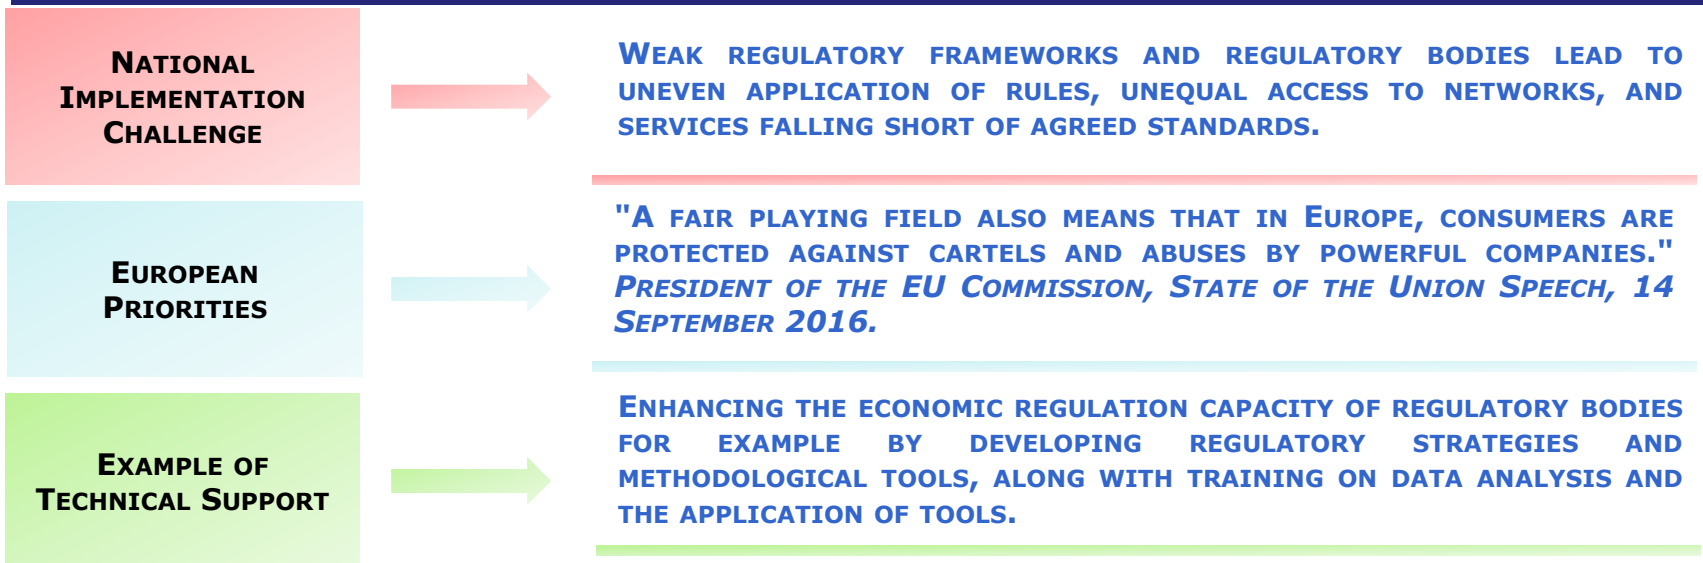 NATIONAL
IMPLEMENTATION
CHALLENGE
WEAK REGULATORY FRAMEWORKS AND REGULATORY BODIES LEAD TO
UNEVEN APPLICATION OF RULES, UNEQUAL ACCESS TO NETWORKS, AND
SERVICES FALLING SHORT OF AGREED STANDARDS.
EUROPEAN
PRIORITIES
"A FAIR PLAYING FIELD ALSO MEANS THAT IN EUROPE, CONSUMERS ARE
PROTECTED AGAINST CARTELS AND ABUSES BY POWERFUL COMPANIES."
PRESIDENT OF THE EU COMMISSION, STATE OF THE UNION SPEECH, 14
SEPTEMBER 2016.
EXAMPLE OF
TECHNICAL SUPPORT
ENHANCING THE ECONOMIC REGULATION CAPACITY OF REGULATORY BODIES
FOR EXAMPLE BY DEVELOPING REGULATORY STRATEGIES AND
METHODOLOGICAL TOOLS, ALONG WITH TRAINING ON DATA ANALYSIS AND
THE APPLICATION OF TOOLS.